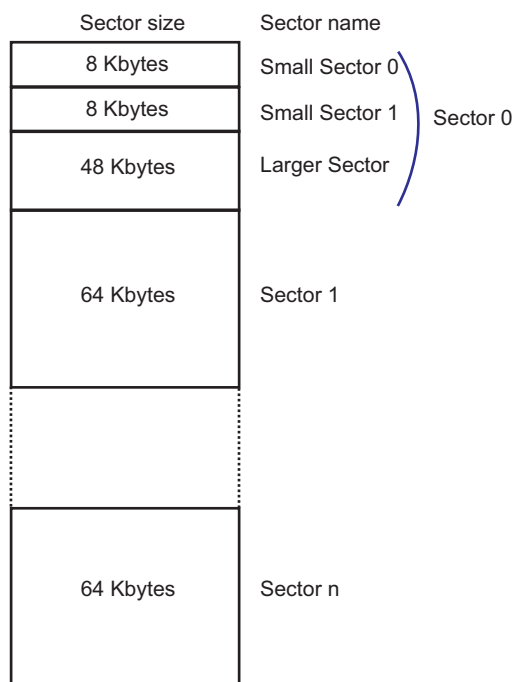 Sector size Sector name
8 Kbytes Small Sector 0
8 Kbytes Small Sector 1 Sector 0
48 Kbytes Larger Sector
64 Kbytes Sector 1
64 Kbytes Sector n